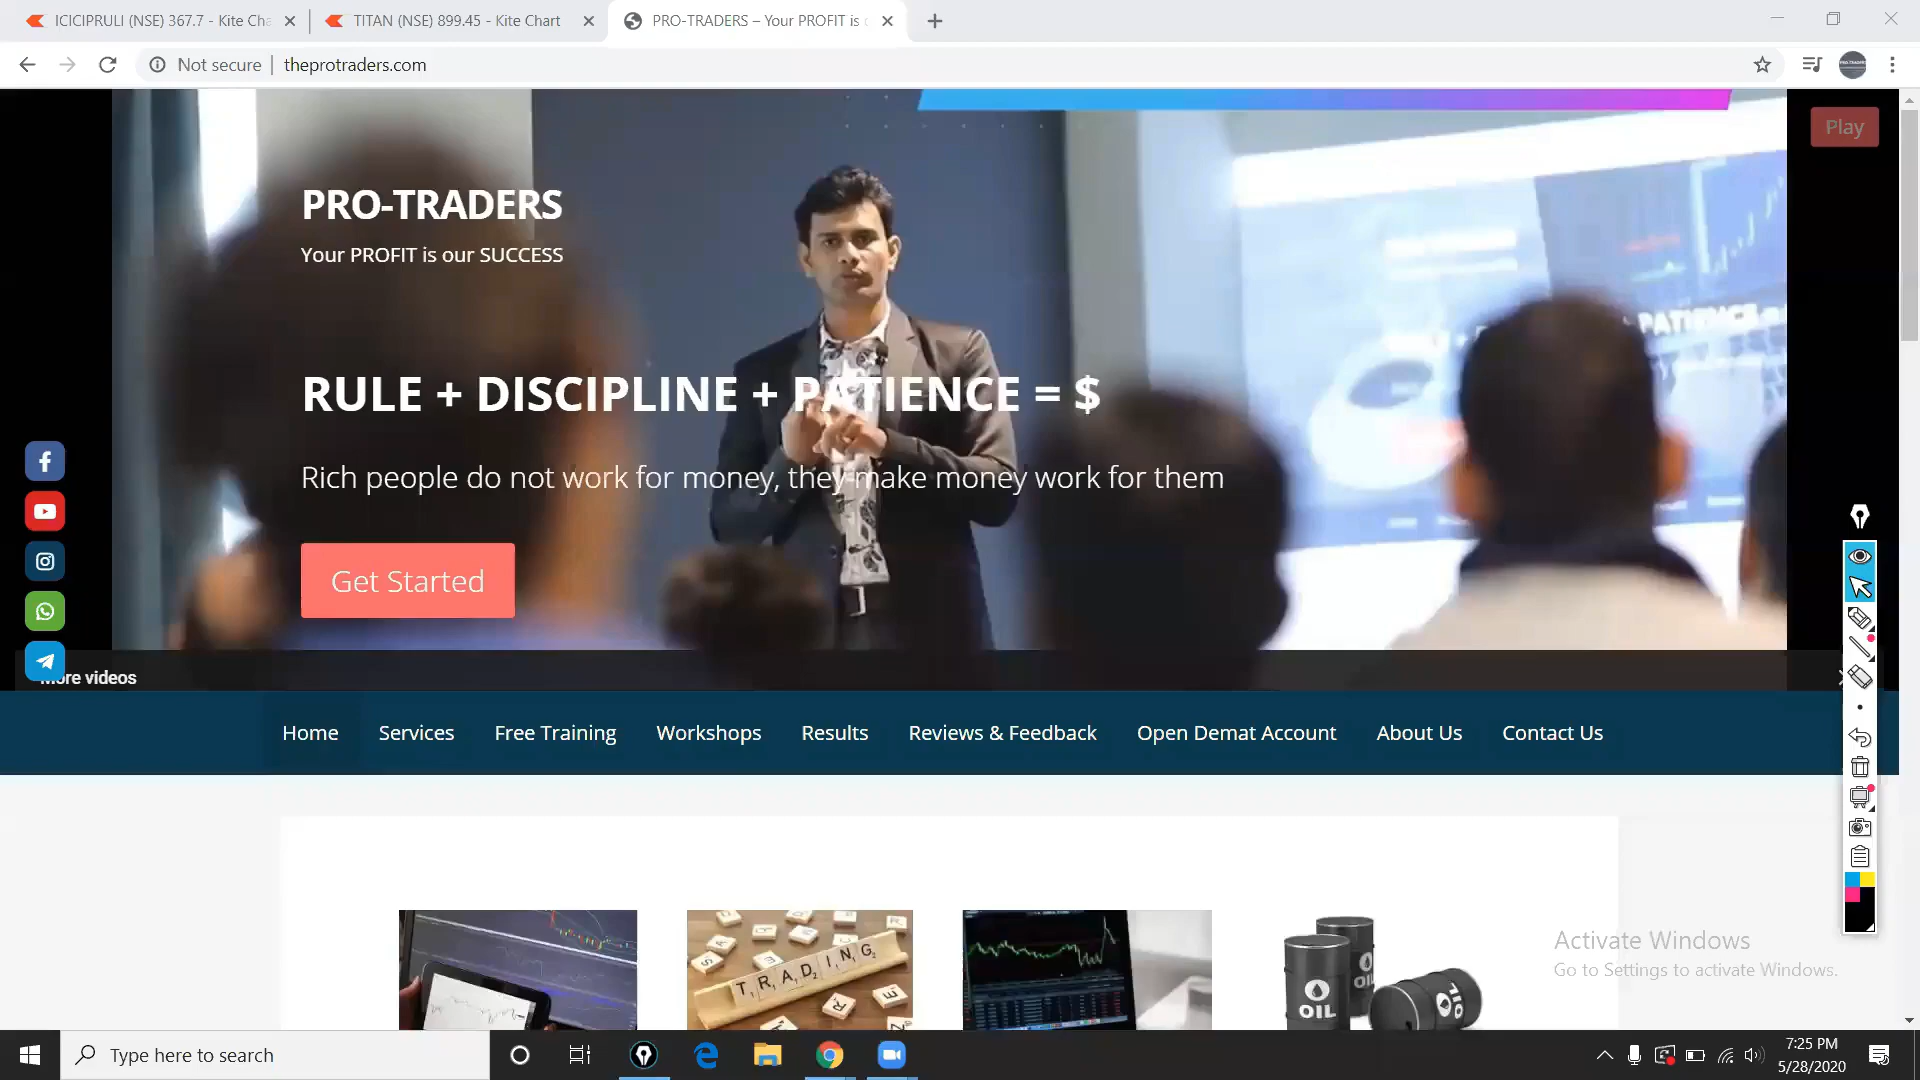 ICICIPRULI (NSE) 367.7 - Kite Cha
TITAN (NSE) 899.45 - Kite Chart
PRO-TRADERS – Your PROFIT is o
Not secure
theprotraders.com
Play
PRO-TRADERS
Your PROFIT is our SUCCESS
PATIENCE
RULE + DISCIPLINE + PATIENCE = $
Rich people do not work for money, they make money work for them
Get Started
More videos
Home
Services
Free Training
Workshops
Results
Reviews & Feedback
Open Demat Account
About Us
Contact Us
TRADING
OIL
OIL
Activate Windows
Go to Settings to activate Windows.
Type here to search
7:25 PM
5/28/2020